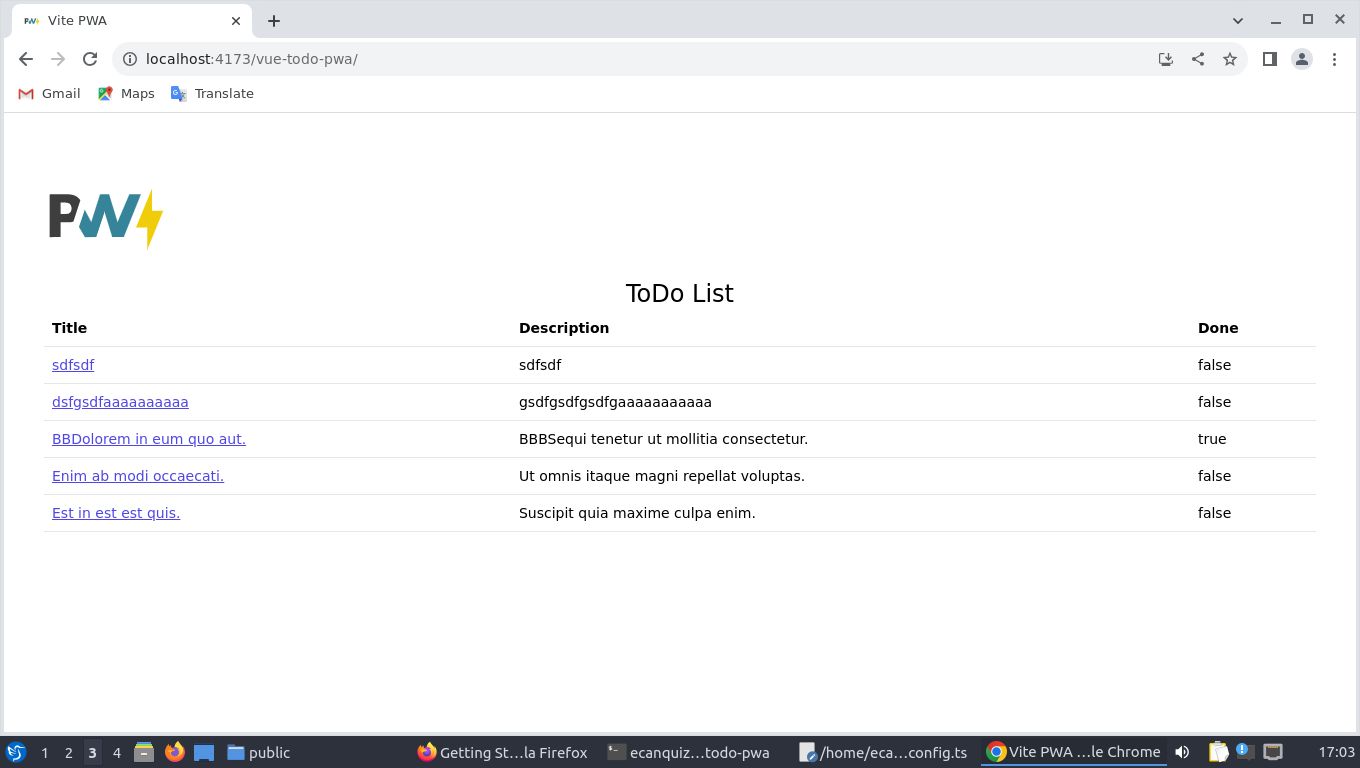 Vite PWA
localhost:4173/vue-todo-pwa/
Gmail Maps Translate
PW
ToDo List
Title Description Done
sdfsdf sdfsdf false
dsfgsdfaaaaaaaaaa gsdfgsdfgsdfgaaaaaaaaaaa false
BBDolorem in eum quo aut. BBBSequi tenetur ut mollitia consectetur. true
Enim ab modi occaecati. Ut omnis itaque magni repellat voluptas. false
Est in est est quis. Suscipit quia maxime culpa enim. false
1 2 3 4 public Getting St...la Firefox ecanquiz...todo-pwa /home/eca...config.ts Vite PWA ...le Chrome 17:03